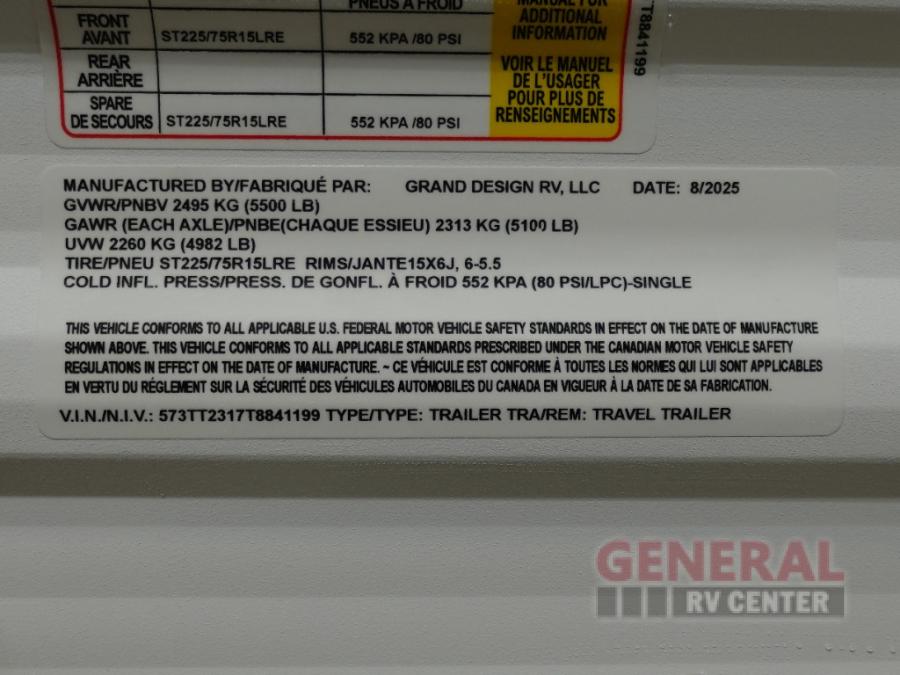 PNEUS À FROID
MANUAL FOR
ADDITIONAL
INFORMATION
FRONT
AVANT
ST225/75R15LRE
552 KPA /80 PSI
REAR
ARRIÈRE
VOIR LE MANUEL
DE L'USAGER
POUR PLUS DE
RENSEIGNEMENTS
SPARE
DE SECOURS
ST225/75R15LRE
552 KPA /80 PSI
T8841199
MANUFACTURED BY/FABRIQUÉ PAR: GRAND DESIGN RV, LLC DATE: 8/2025
GVWR/PNBV 2495 KG (5500 LB)
GAWR (EACH AXLE)/PNBE(CHAQUE ESSIEU) 2313 KG (5100 LB)
UVW 2260 KG (4982 LB)
TIRE/PNEU ST225/75R15LRE RIMS/JANTE15X6J, 6-5.5
COLD INFL. PRESS/PRESS. DE GONFL. À FROID 552 KPA (80 PSI/LPC)-SINGLE
THIS VEHICLE CONFORMS TO ALL APPLICABLE U.S. FEDERAL MOTOR VEHICLE SAFETY STANDARDS IN EFFECT ON THE DATE OF MANUFACTURE
SHOWN ABOVE. THIS VEHICLE CONFORMS TO ALL APPLICABLE STANDARDS PRESCRIBED UNDER THE CANADIAN MOTOR VEHICLE SAFETY
REGULATIONS IN EFFECT ON THE DATE OF MANUFACTURE. ~ CE VÉHICULE EST CONFORME À TOUTES LES NORMES QUI LUI SONT APPLICABLES
EN VERTU DU RÉGLEMENT SUR LA SÉCURITÉ DES VÉHICULES AUTOMOBILES DU CANADA EN VIGUEUR À LA DATE DE SA FABRICATION.
V.I.N./N.I.V.: 573TT2317T8841199 TYPE/TYPE: TRAILER TRA/REM: TRAVEL TRAILER
GENERAL
RV CENTER